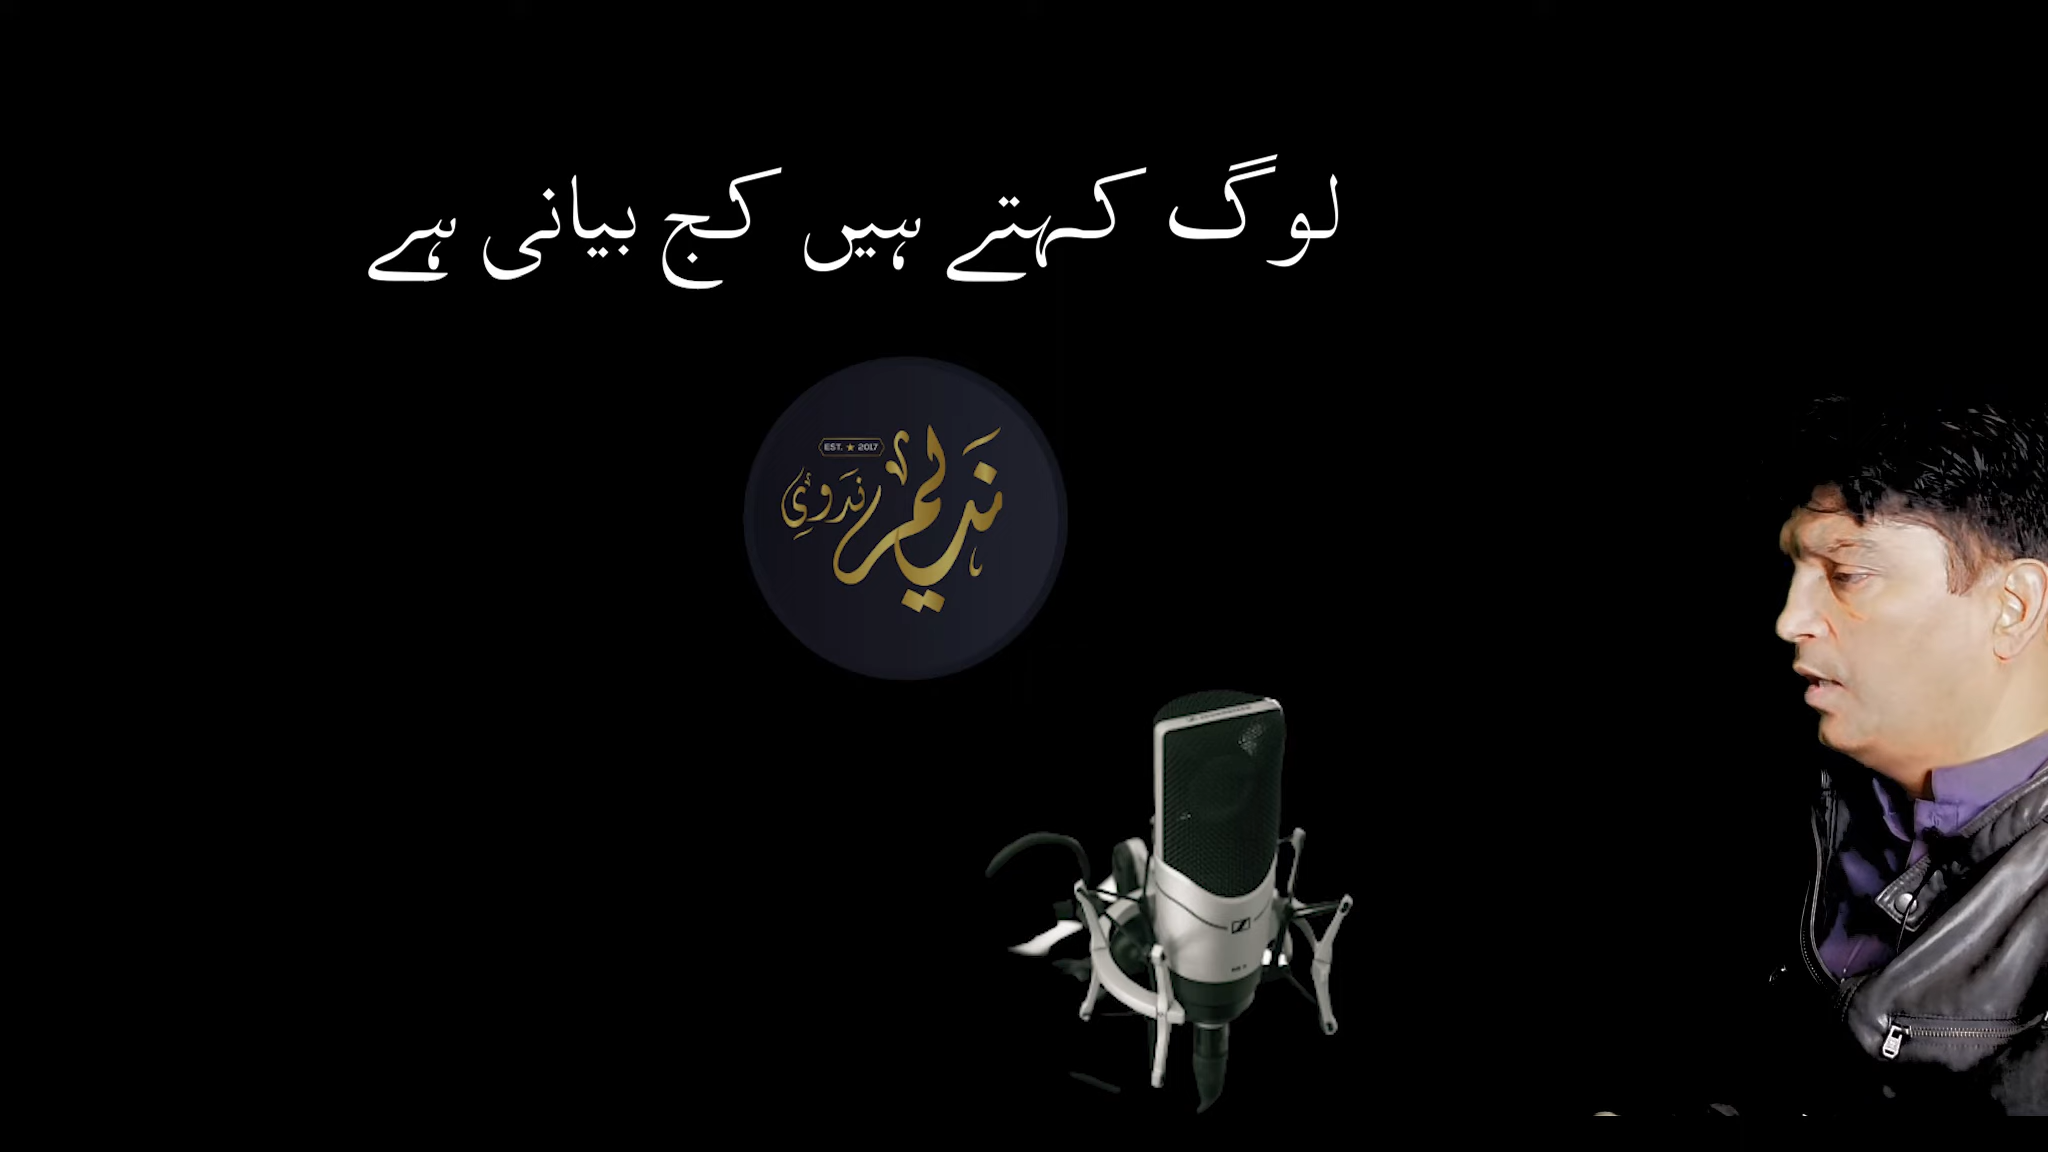 لوگ کہتے ہیں کج بیانی ہے
EST. ★ 2017
ندیم ندوی